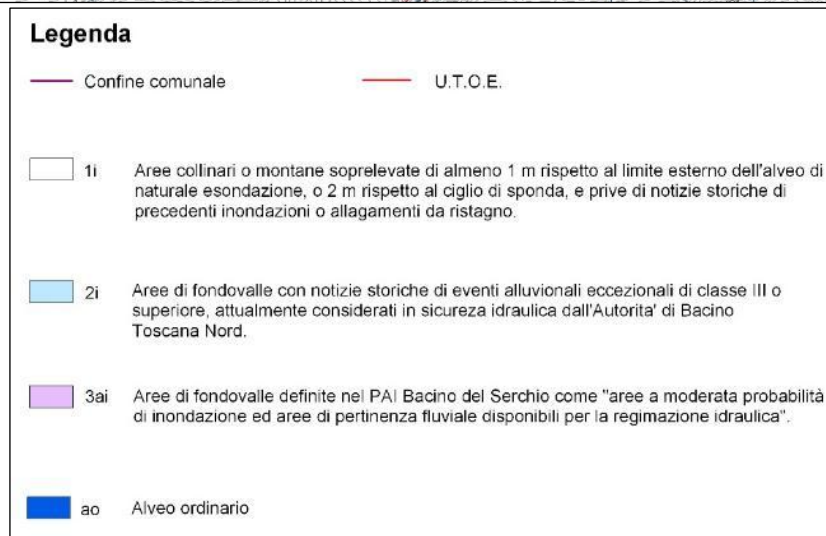 Legenda
Confine comunale U.T.O.E.
1i Aree collinari o montane soprelevate di almeno 1 m rispetto al limite esterno dell'alveo di
naturale esondazione, o 2 m rispetto al ciglio di sponda, e prive di notizie storiche di
precedenti inondazioni o allagamenti da ristagno.
2i Aree di fondovalle con notizie storiche di eventi alluvionali eccezionali di classe III o
superiore, attualmente considerati in sicureza idraulica dall'Autorita' di Bacino
Toscana Nord.
3ai Aree di fondovalle definite nel PAI Bacino del Serchio come "aree a moderata probabilità
di inondazione ed aree di pertinenza fluviale disponibili per la regimazione idraulica".
ao Alveo ordinario